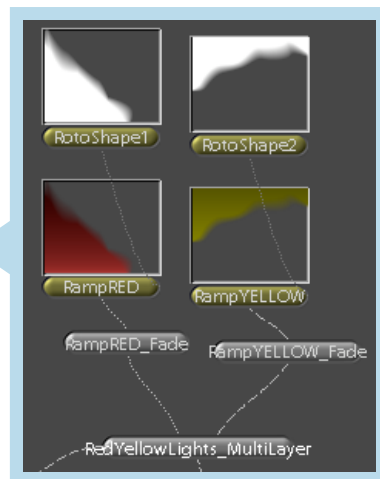 RotoShape1
RotoShape2
RampRED
RampYELLOW
RampRED_Fade
RampYELLOW_Fade
RedYellowLights_MultiLayer